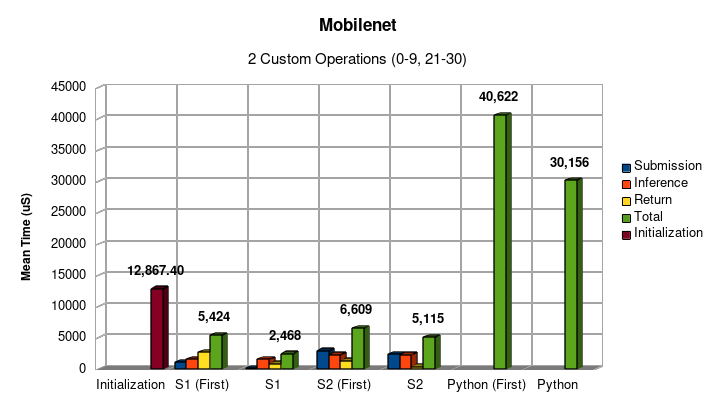 Mobilenet
2 Custom Operations (0-9, 21-30)
Mean Time (uS)
45000
40000
35000
30000
25000
20000
15000
10000
5000
0
12,867.40
5,424
2,468
6,609
5,115
40,622
30,156
Initialization
S1 (First)
S1
S2 (First)
S2
Python (First)
Python
Submission
Inference
Return
Total
Initialization